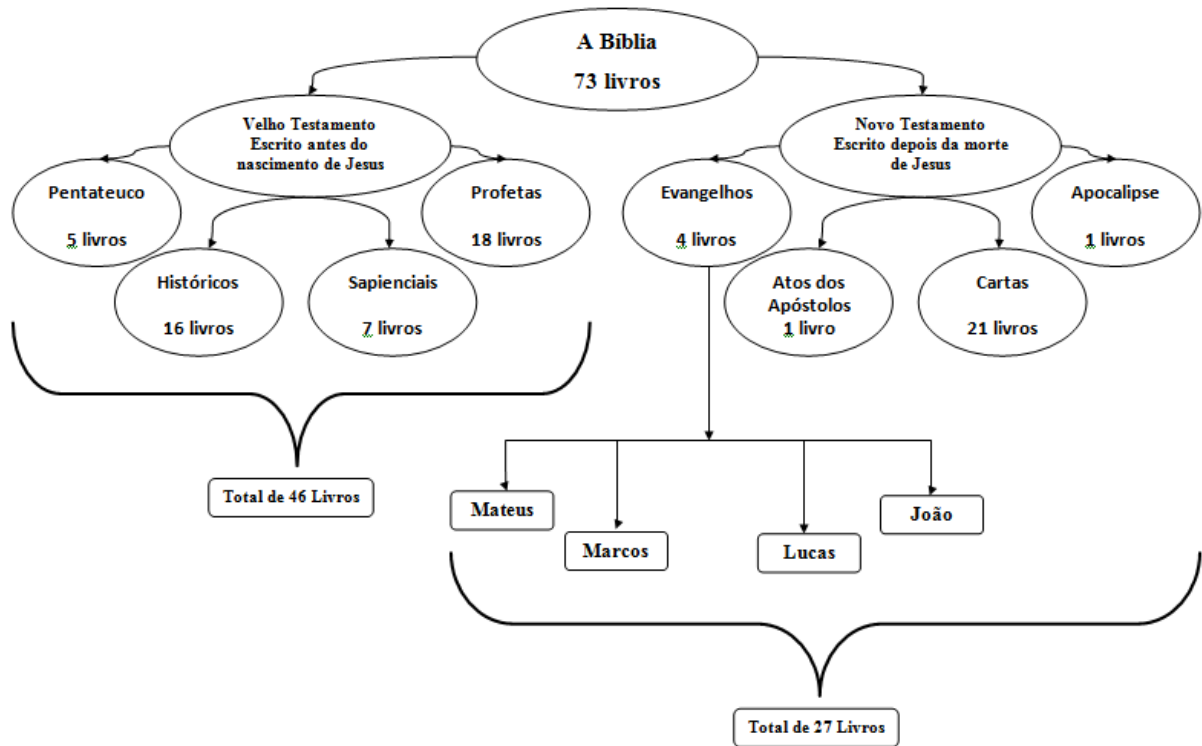 A Bíblia
73 livros
Velho Testamento
Escrito antes do
nascimento de Jesus
Novo Testamento
Escrito depois da morte
de Jesus
Pentateuco
5 livros
Profetas
18 livros
Evangelhos
4 livros
Apocalipse
1 livros
Históricos
16 livros
Sapienciais
7 livros
Atos dos
Apóstolos
1 livro
Cartas
21 livros
Total de 46 Livros
Mateus
Marcos
Lucas
João
Total de 27 Livros